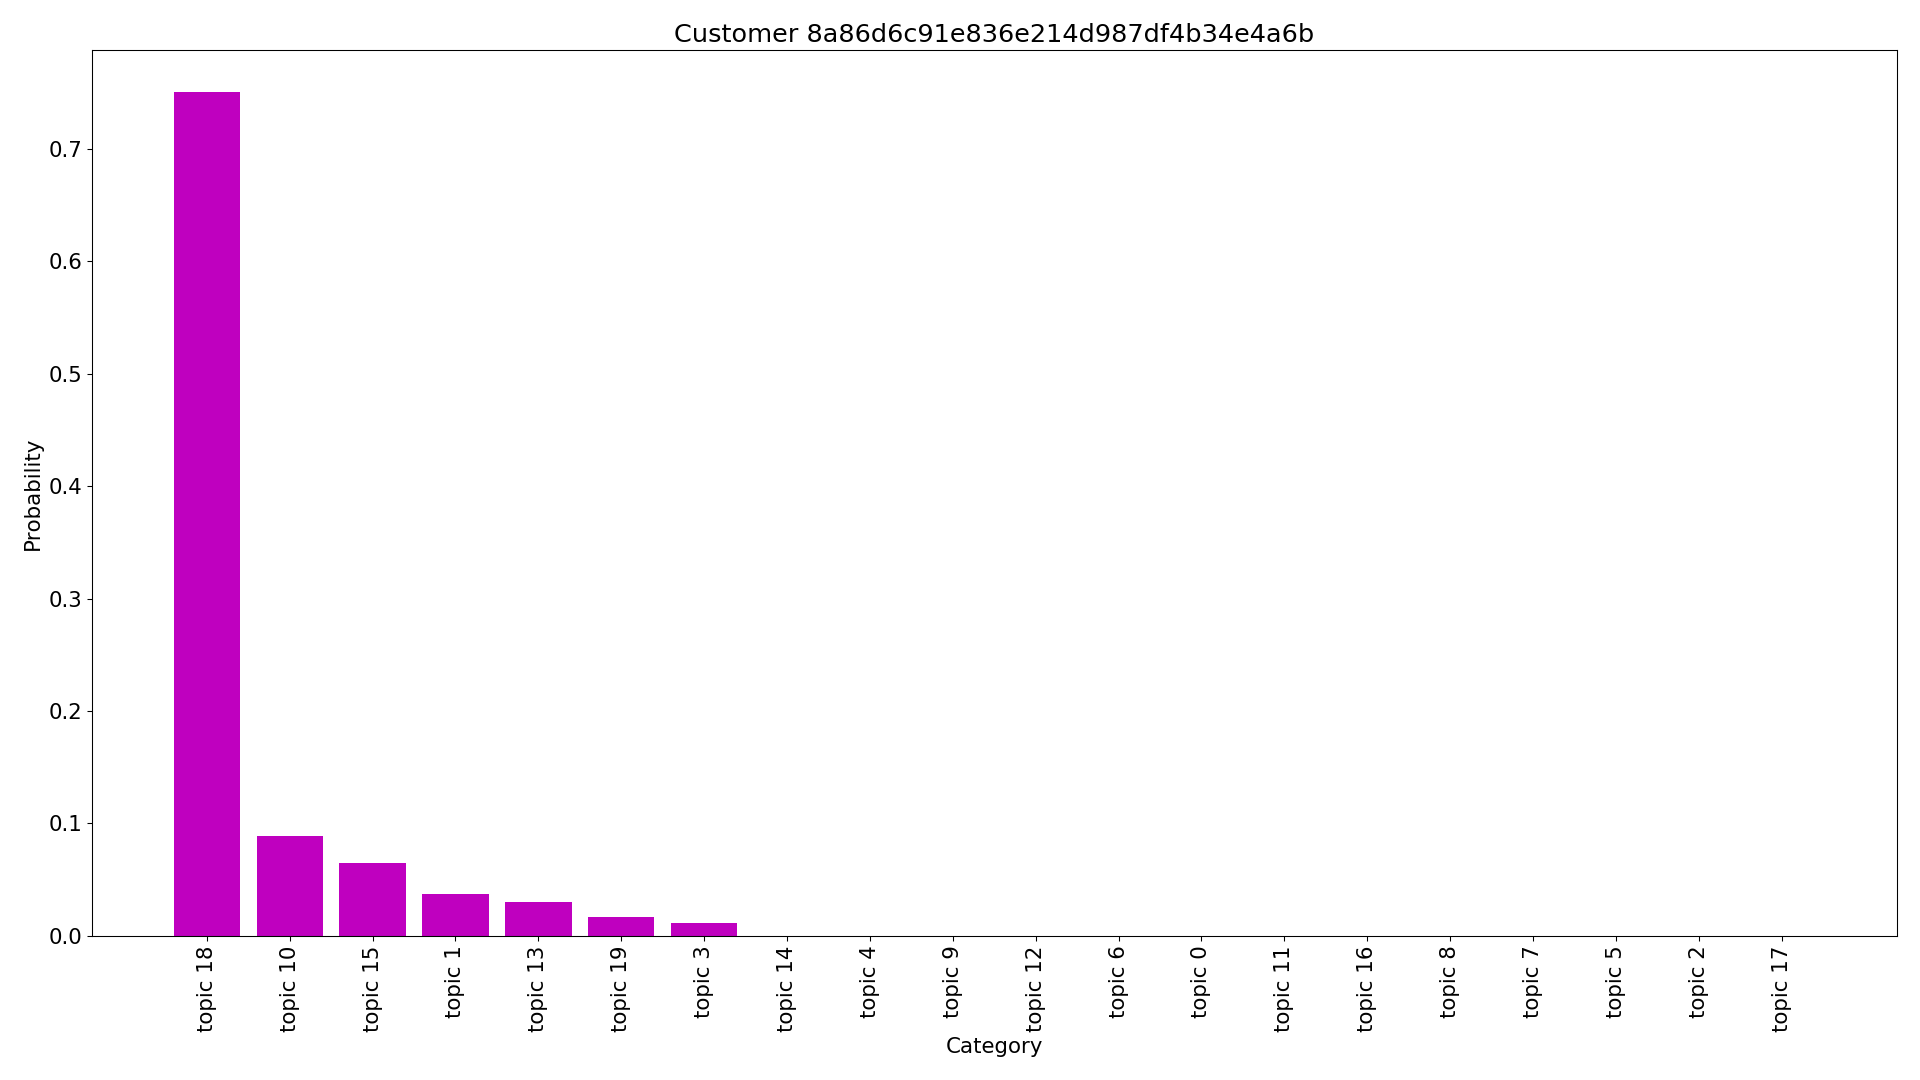 Customer 8a86d6c91e836e214d987df4b34e4a6b
Probability
0.7
0.6
0.5
0.4
0.3
0.2
0.1
0.0
topic 18
topic 10
topic 15
topic 1
topic 13
topic 19
topic 3
topic 14
topic 4
topic 9
topic 12
topic 6
topic 0
topic 11
topic 16
topic 8
topic 7
topic 5
topic 2
topic 17
Category